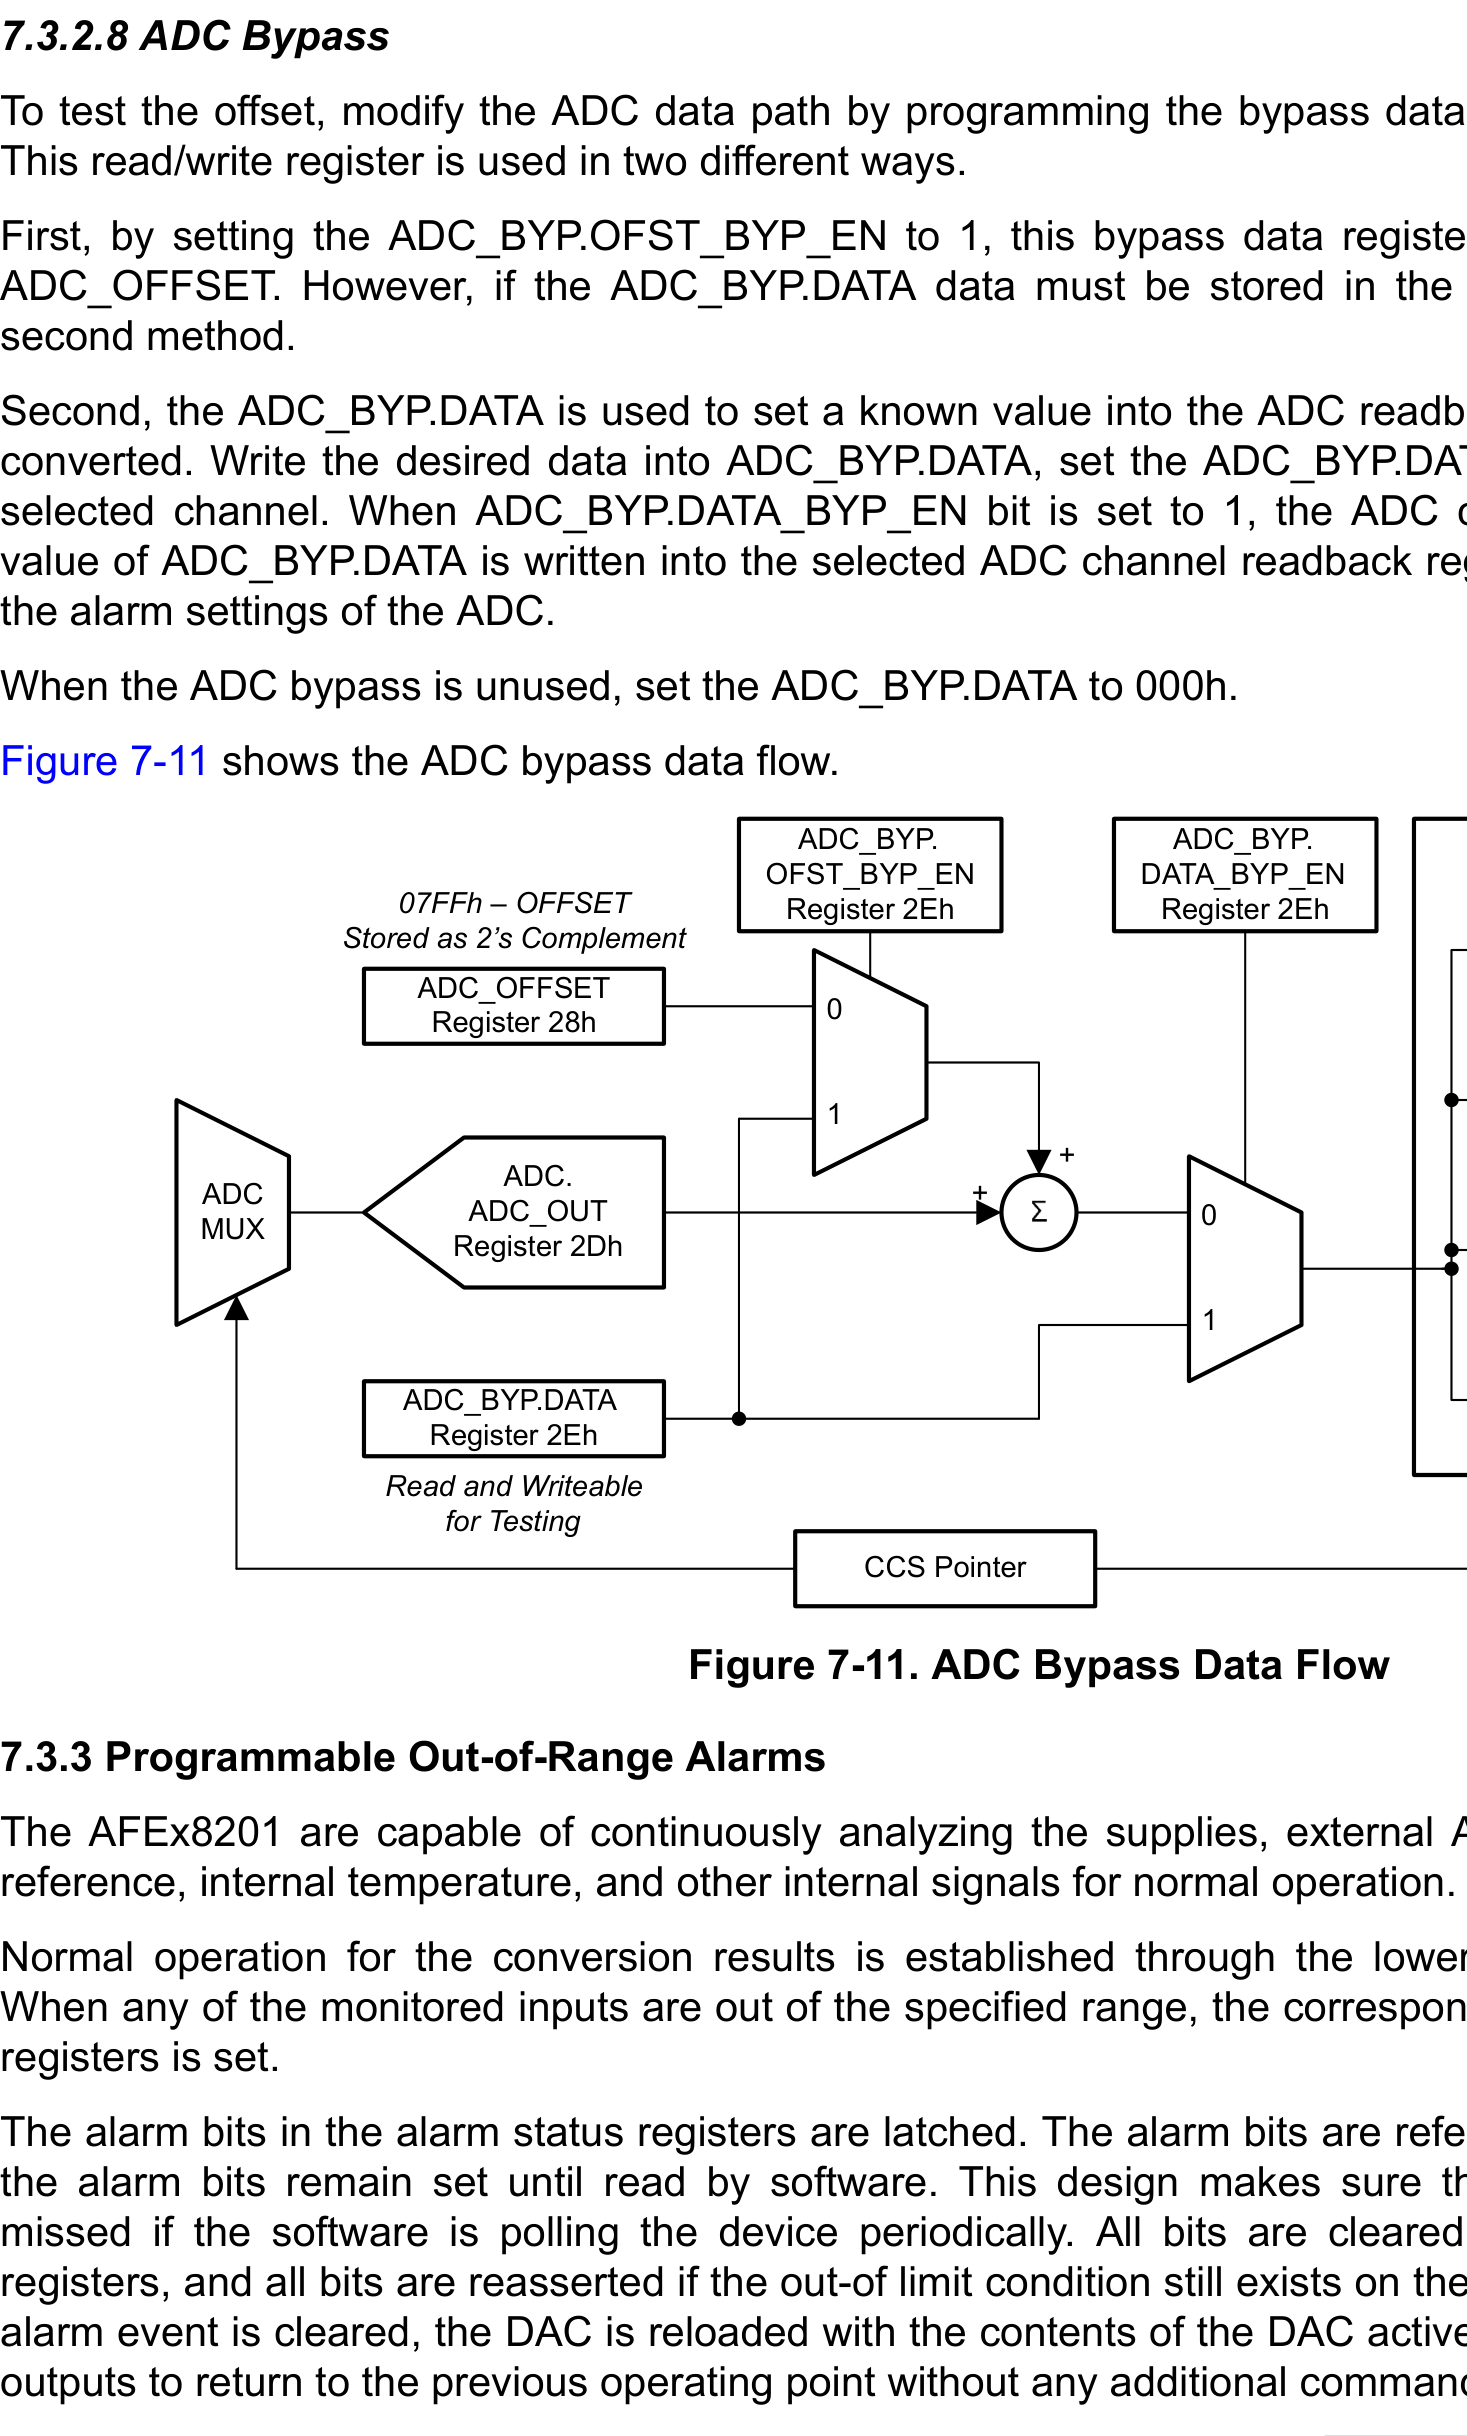 7.3.2.8 ADC Bypass
To test the offset, modify the ADC data path by programming the bypass data
This read/write register is used in two different ways.
First, by setting the ADC_BYP.OFST_BYP_EN to 1, this bypass data registe
ADC_OFFSET. However, if the ADC_BYP.DATA data must be stored in the
second method.
Second, the ADC_BYP.DATA is used to set a known value into the ADC readb
converted. Write the desired data into ADC_BYP.DATA, set the ADC_BYP.DAT
selected channel. When ADC_BYP.DATA_BYP_EN bit is set to 1, the ADC
value of ADC_BYP.DATA is written into the selected ADC channel readback reg
the alarm settings of the ADC.
When the ADC bypass is unused, set the ADC_BYP.DATA to 000h.
Figure 7-11 shows the ADC bypass data flow.
ADC_BYP.
OFST_BYP_EN
Register 2Eh
ADC_BYP.
DATA_BYP_EN
Register 2Eh
07FFh – OFFSET
Stored as 2’s Complement
ADC_OFFSET
Register 28h
0
1
ADC
MUX
ADC.
ADC_OUT
Register 2Dh
+
+
Σ
0
1
ADC_BYP.DATA
Register 2Eh
Read and Writeable
for Testing
CCS Pointer
Figure 7-11. ADC Bypass Data Flow
7.3.3 Programmable Out-of-Range Alarms
The AFEx8201 are capable of continuously analyzing the supplies, external A
reference, internal temperature, and other internal signals for normal operation.
Normal operation for the conversion results is established through the lower
When any of the monitored inputs are out of the specified range, the correspon
registers is set.
The alarm bits in the alarm status registers are latched. The alarm bits are refe
the alarm bits remain set until read by software. This design makes sure th
missed if the software is polling the device periodically. All bits are cleared
registers, and all bits are reasserted if the out-of limit condition still exists on the
alarm event is cleared, the DAC is reloaded with the contents of the DAC active
outputs to return to the previous operating point without any additional comman